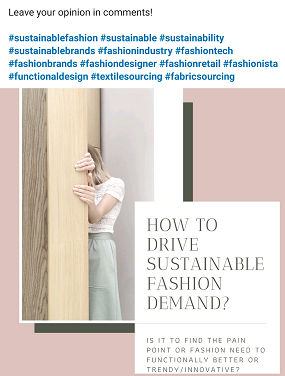 Leave your opinion in comments!
#sustainablefashion #sustainable #sustainability
#sustainablebrands #fashionindustry #fashiontech
#fashionbrands #fashiondesigner #fashionretail #fashionista
#functionaldesign #textilesourcing #fabricsourcing
HOW TO
DRIVE
SUSTAINABLE
FASHION
DEMAND?
IS IT TO FIND THE PAIN
POINT OR FASHION NEED TO
FUNCTIONALLY BETTER OR
TRENDY/INNOVATIVE?